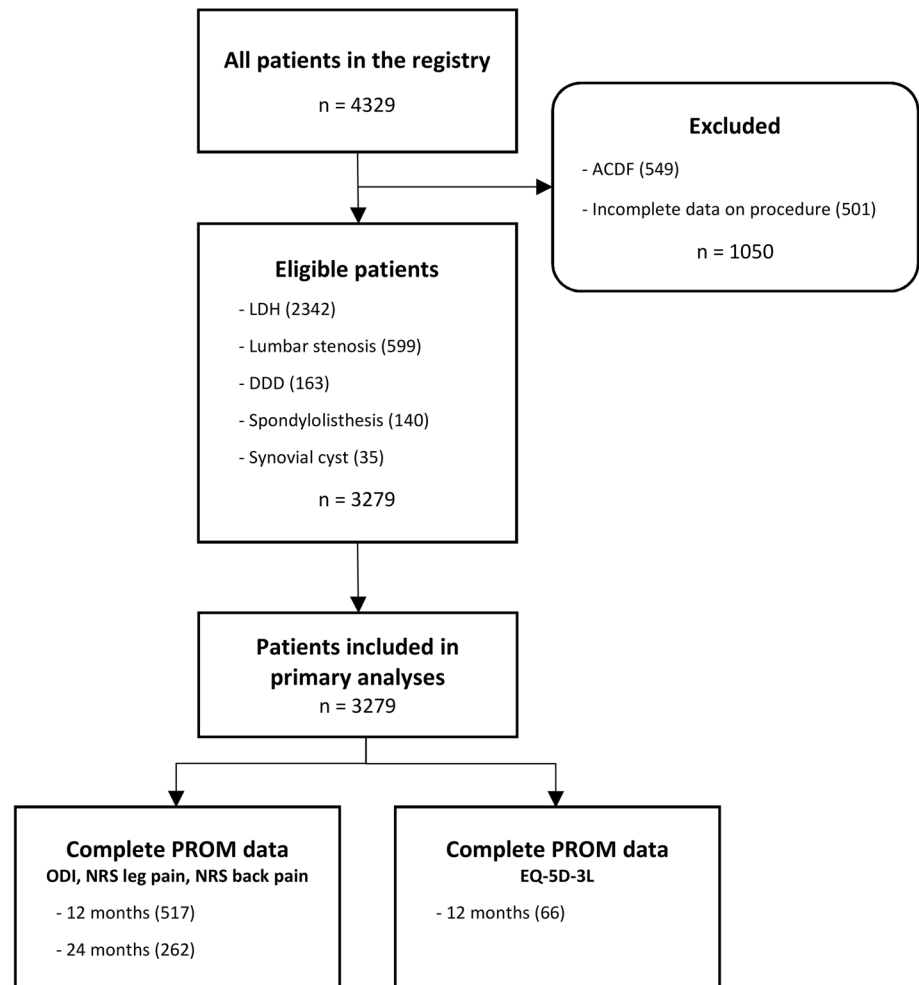 All patients in the registry
n = 4329
Excluded
- ACDF (549)
- Incomplete data on procedure (501)
n = 1050
Eligible patients
- LDH (2342)
- Lumbar stenosis (599)
- DDD (163)
- Spondylolisthesis (140)
- Synovial cyst (35)
n = 3279
Patients included in
primary analyses
n = 3279
Complete PROM data
ODI, NRS leg pain, NRS back pain
- 12 months (517)
- 24 months (262)
Complete PROM data
EQ-5D-3L
- 12 months (66)